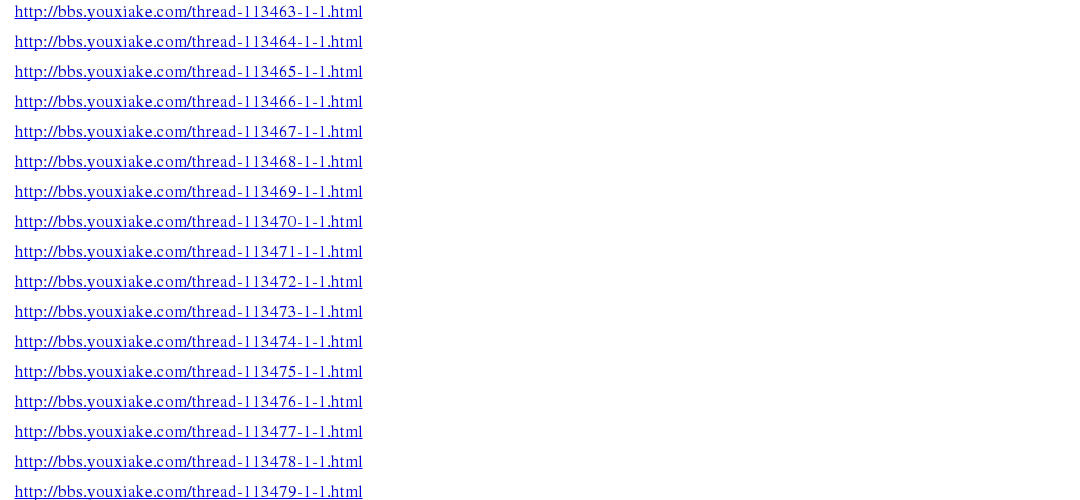 http://bbs.youxiake.com/thread-113463-1-1.html
http://bbs.youxiake.com/thread-113464-1-1.html
http://bbs.youxiake.com/thread-113465-1-1.html
http://bbs.youxiake.com/thread-113466-1-1.html
http://bbs.youxiake.com/thread-113467-1-1.html
http://bbs.youxiake.com/thread-113468-1-1.html
http://bbs.youxiake.com/thread-113469-1-1.html
http://bbs.youxiake.com/thread-113470-1-1.html
http://bbs.youxiake.com/thread-113471-1-1.html
http://bbs.youxiake.com/thread-113472-1-1.html
http://bbs.youxiake.com/thread-113473-1-1.html
http://bbs.youxiake.com/thread-113474-1-1.html
http://bbs.youxiake.com/thread-113475-1-1.html
http://bbs.youxiake.com/thread-113476-1-1.html
http://bbs.youxiake.com/thread-113477-1-1.html
http://bbs.youxiake.com/thread-113478-1-1.html
http://bbs.youxiake.com/thread-113479-1-1.html